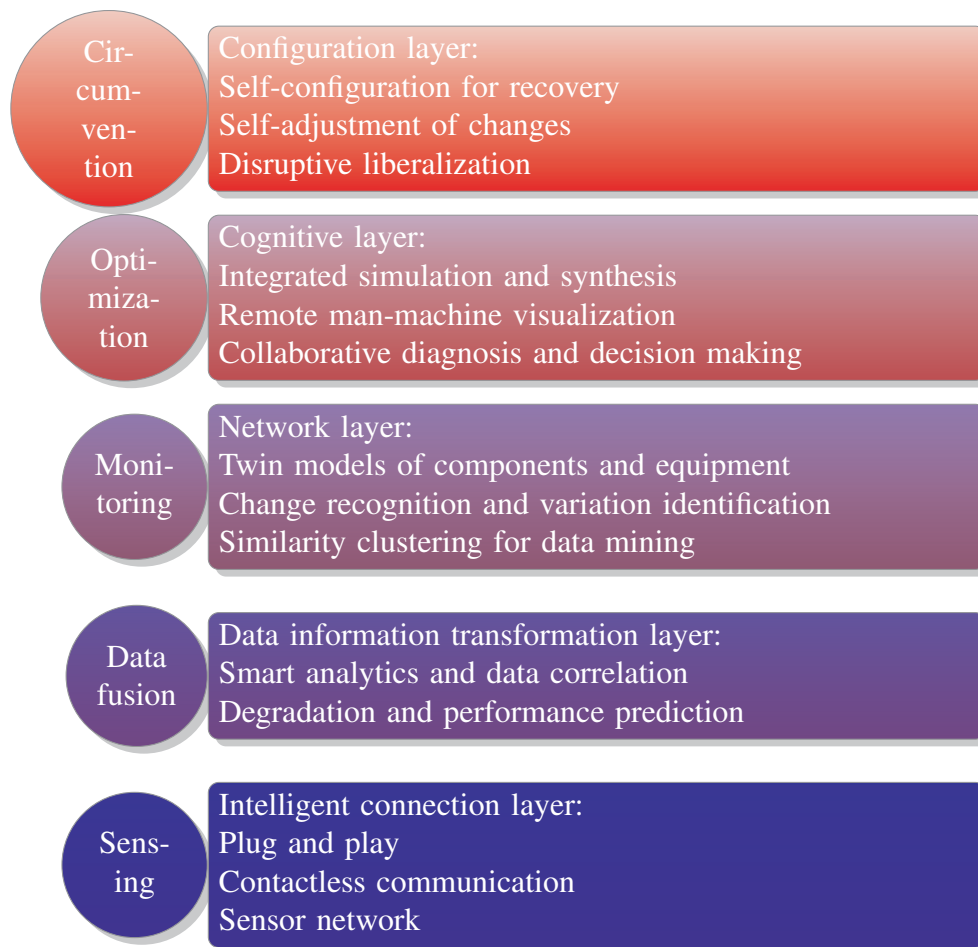 Cir-
cum-
ven-
tion
Configuration layer:
Self-configuration for recovery
Self-adjustment of changes
Disruptive liberalization
Opti-
miza-
tion
Cognitive layer:
Integrated simulation and synthesis
Remote man-machine visualization
Collaborative diagnosis and decision making
Moni-
toring
Network layer:
Twin models of components and equipment
Change recognition and variation identification
Similarity clustering for data mining
Data
fusion
Data information transformation layer:
Smart analytics and data correlation
Degradation and performance prediction
Sens-
ing
Intelligent connection layer:
Plug and play
Contactless communication
Sensor network